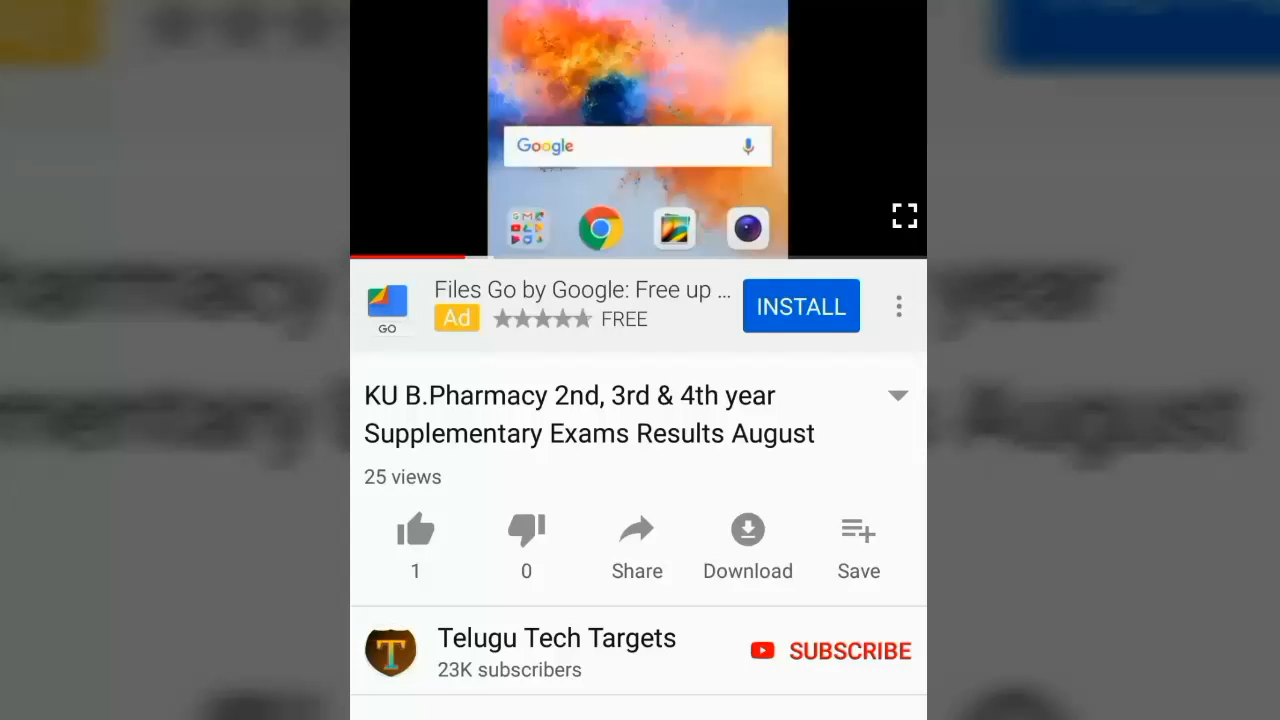 Google
Files Go by Google: Free up ...
GO
Ad
FREE
INSTALL
KU B.Pharmacy 2nd, 3rd & 4th year
Supplementary Exams Results August
25 views
1
0
Share
Download
Save
T
Telugu Tech Targets
23K subscribers
SUBSCRIBE